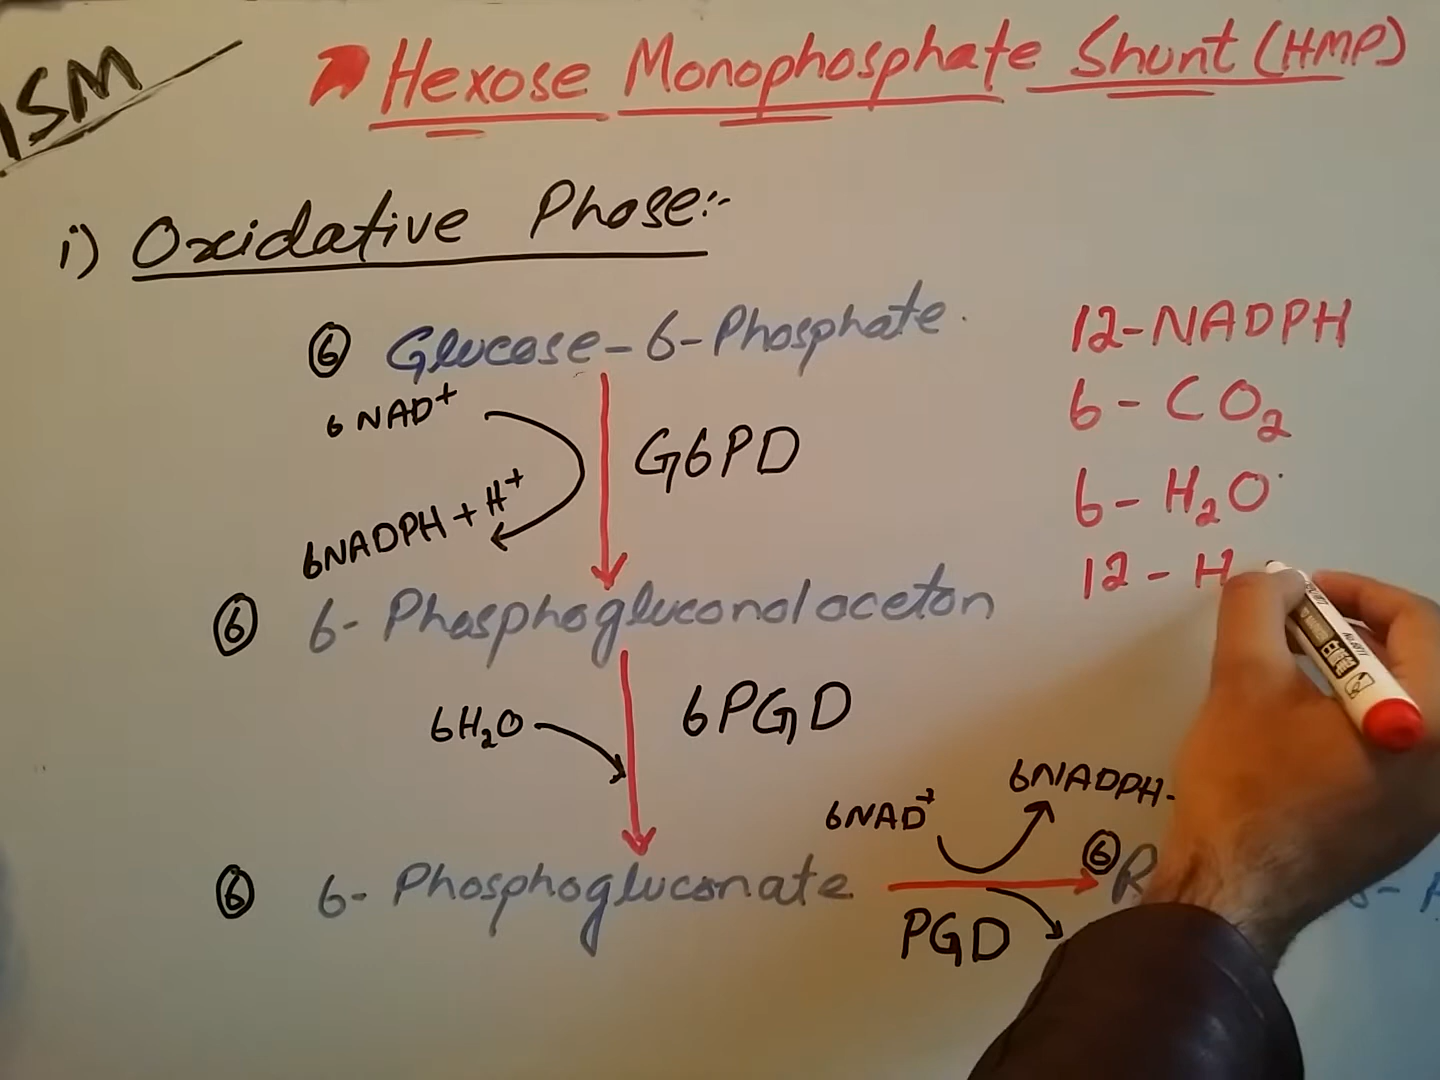 ISM
Hexose Monophosphate Shunt (HMP)
i) Oxidative Phase:-
6 Glucose-6-Phosphate.
12-NADPH
6 NAD+
G6PD
6 - CO2
6NADPH + H+
6 - H2O
12 - H
6 6-Phosphogluconolaceton
6H2O
6PGD
6NAD+
6NADPH-
6 6-Phosphogluconate
6 R
6-
PGD